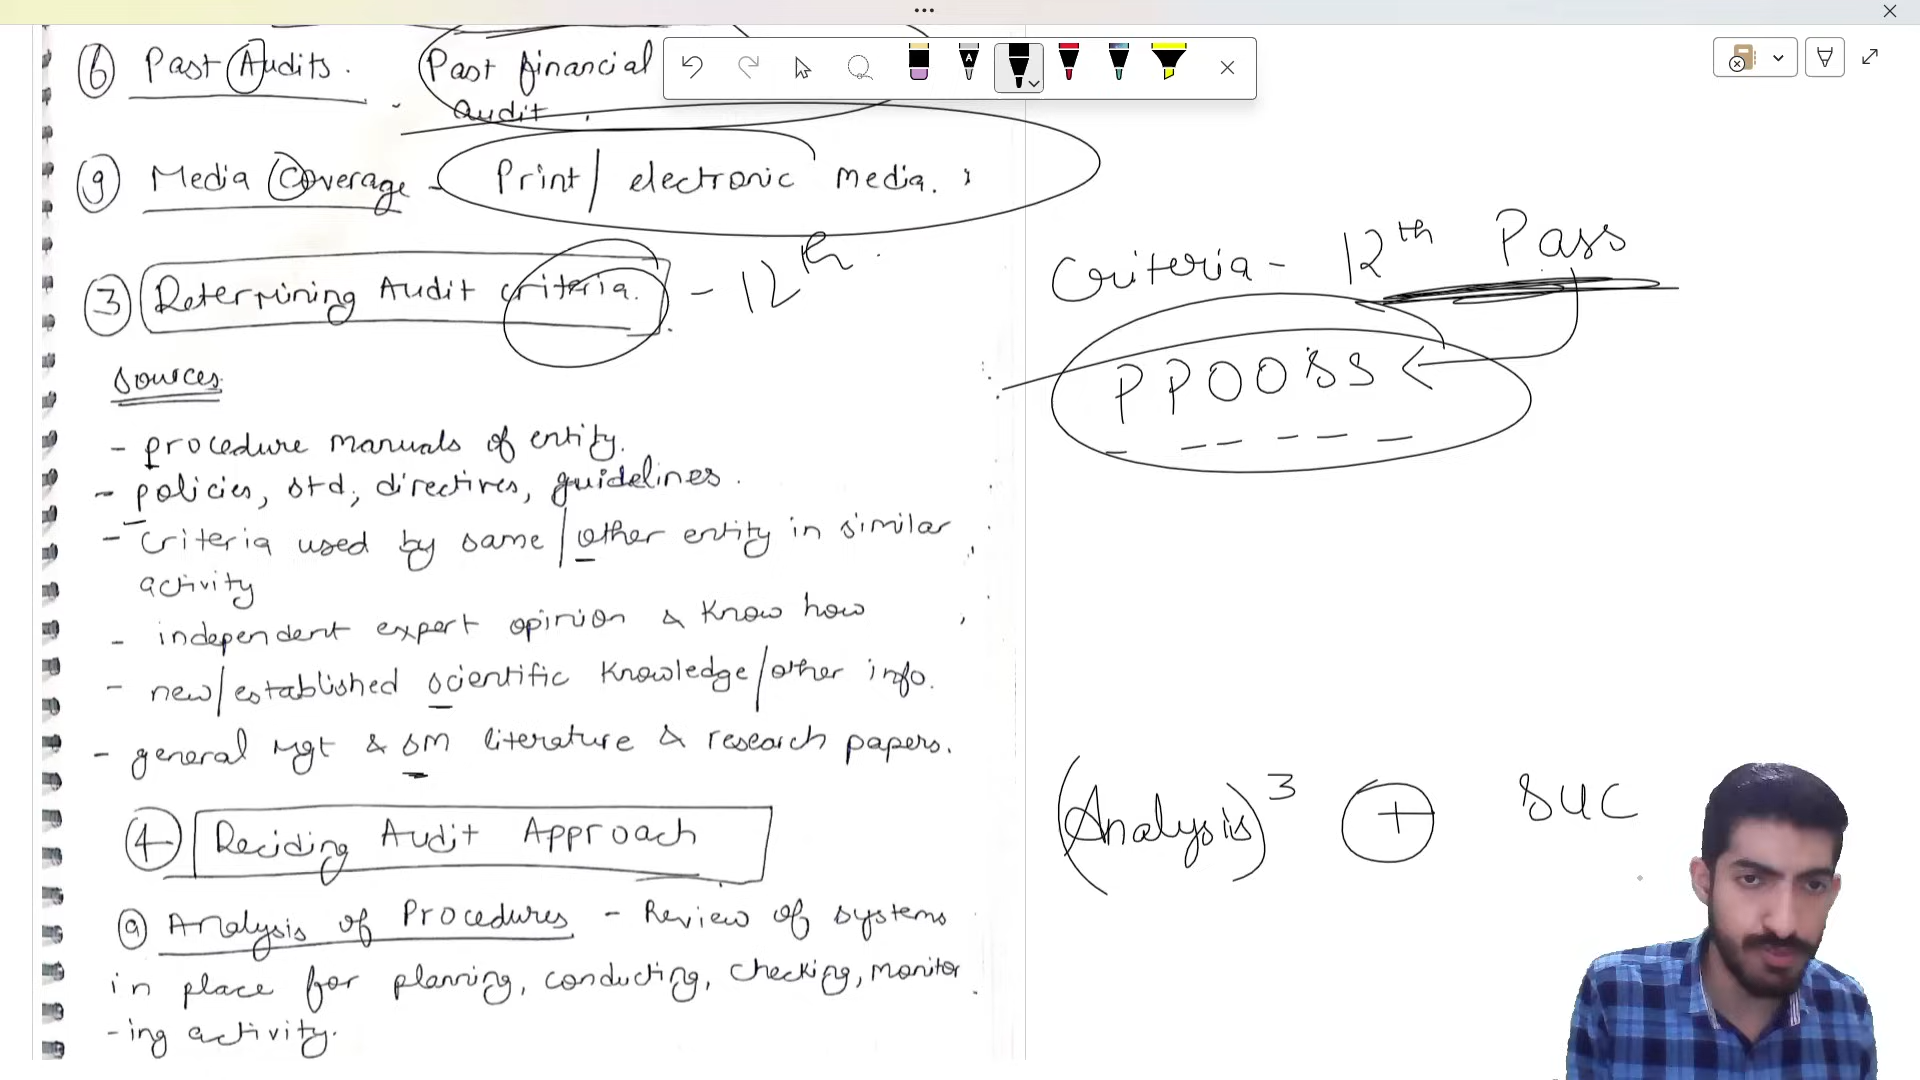 ⑥ Past Audits. Past financial
audit.
⑨ Media Coverage - Print/ electronic media.
③ Determining Audit criteria. - 12th.
Sources
- procedure manuals of entity.
- policies, std, directives, guidelines.
- criteria used by same/other entity in similar
activity
- independent expert opinion & Know how
- new/established scientific Knowledge/other info.
- general Mgt & SM literature & research papers.
④ Deciding Audit Approach
ⓐ Analysis of Procedures - Review of systems
in place for planning, conducting, checking, monitor
-ing activity.
Criteria - 12th Pass
PPOOSS
(Analysis)³ + SUC